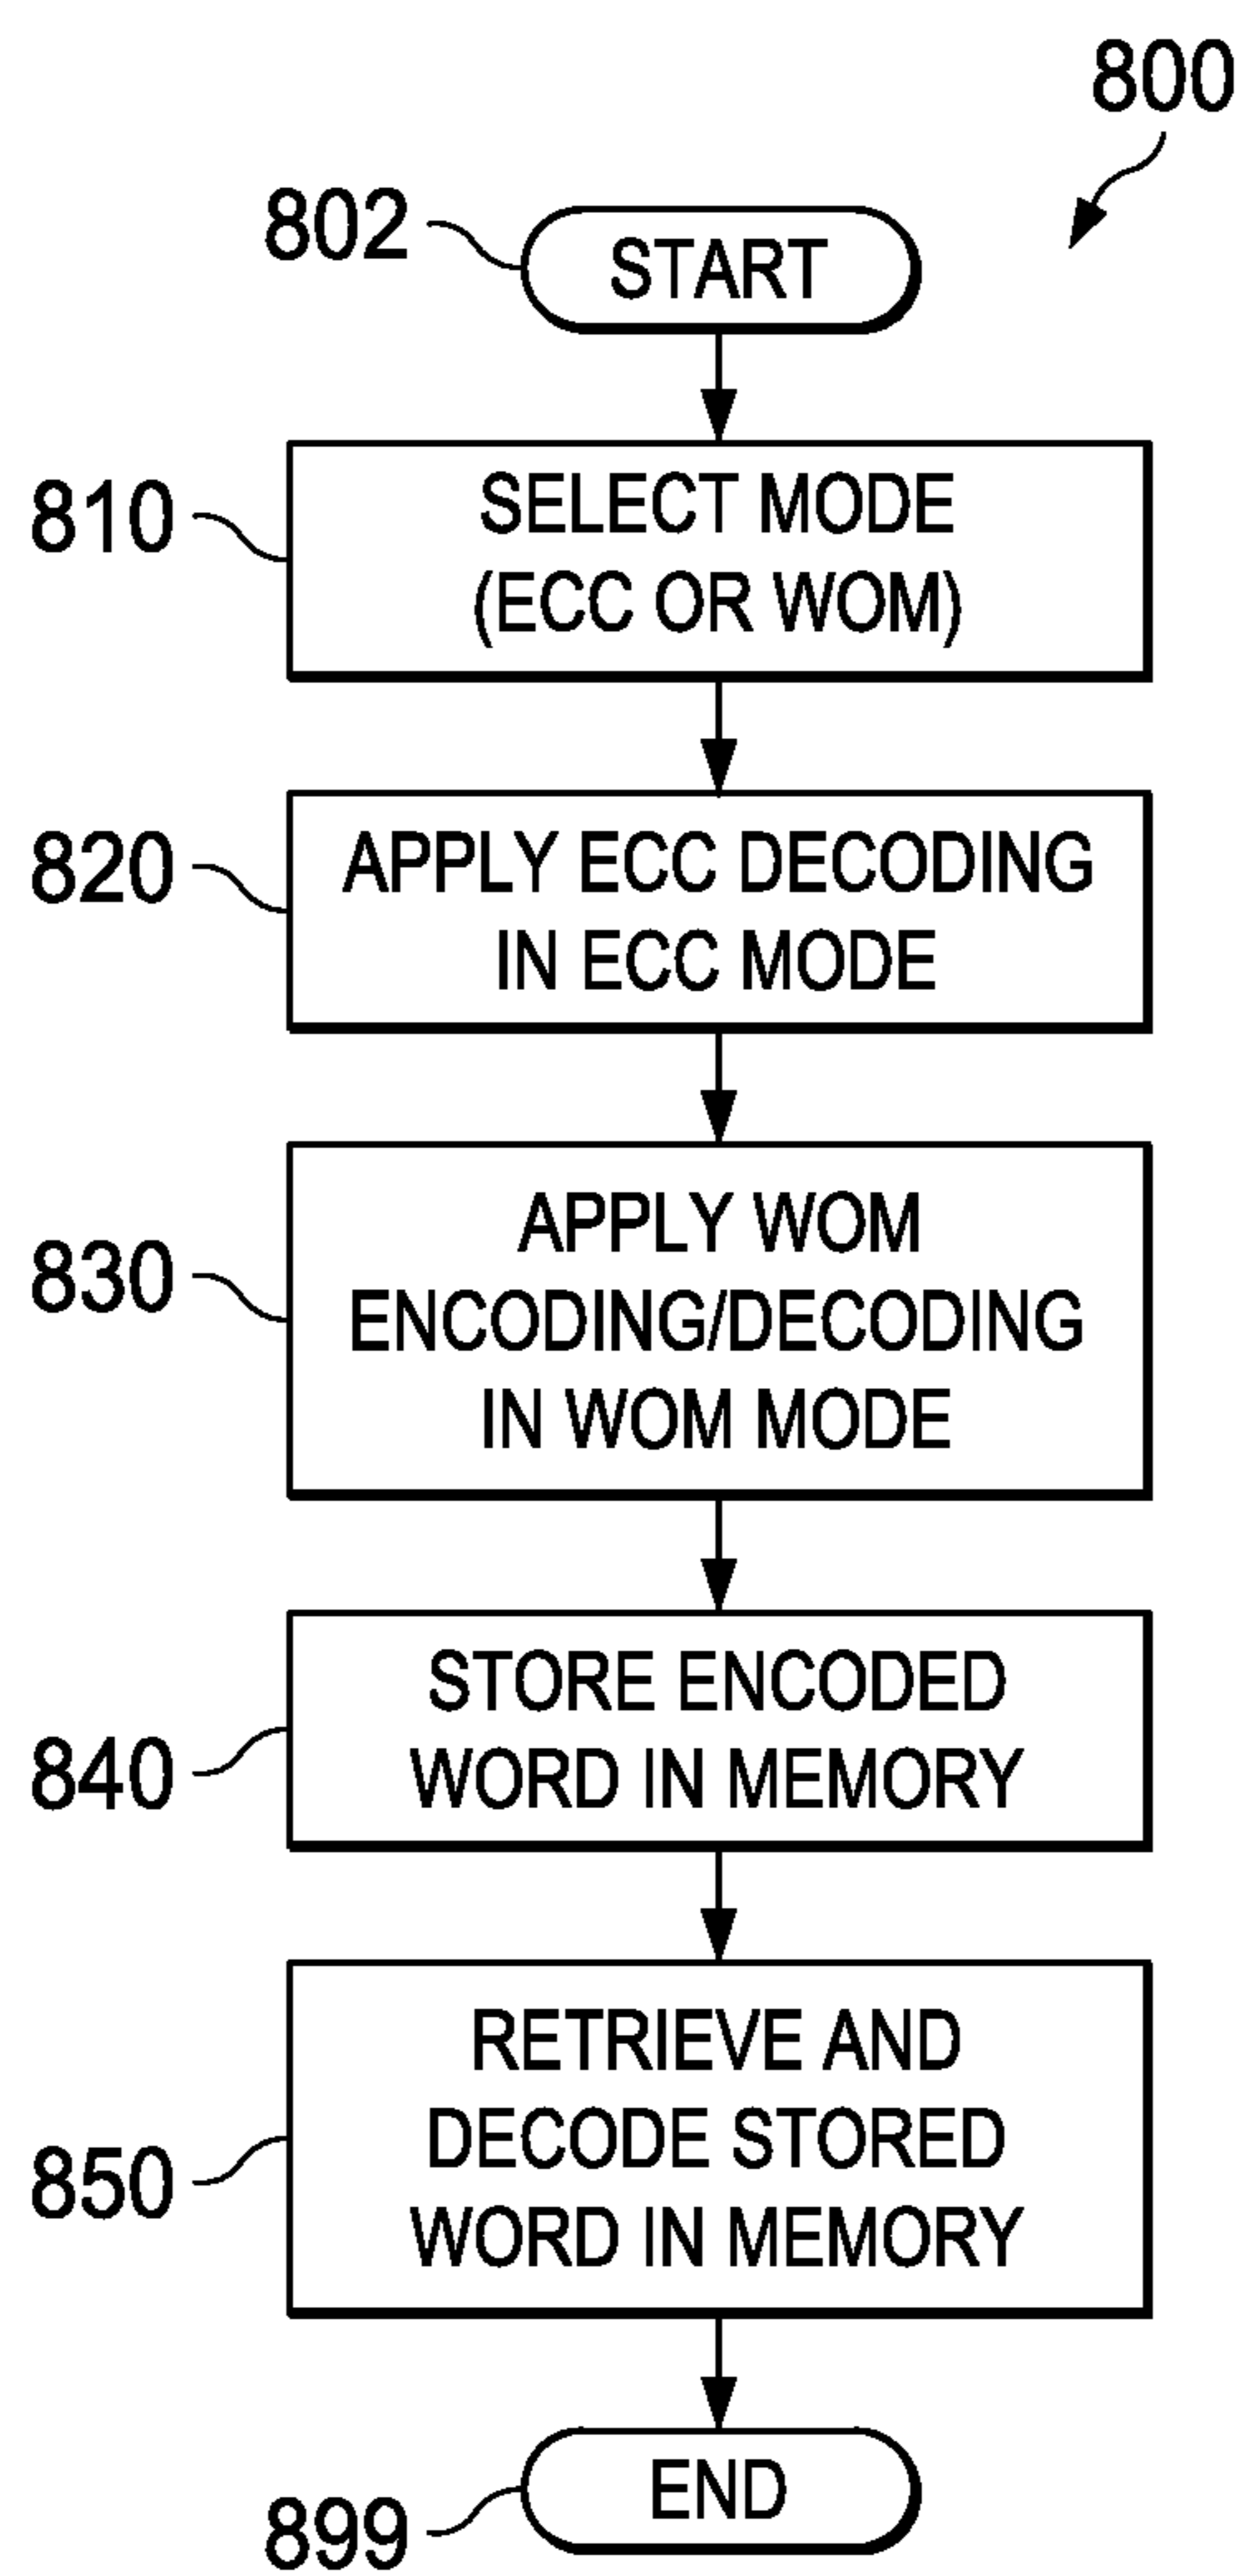 800
802
START
810
SELECT MODE
(ECC OR WOM)
820
APPLY ECC DECODING
IN ECC MODE
830
APPLY WOM
ENCODING/DECODING
IN WOM MODE
840
STORE ENCODED
WORD IN MEMORY
850
RETRIEVE AND
DECODE STORED
WORD IN MEMORY
END
899